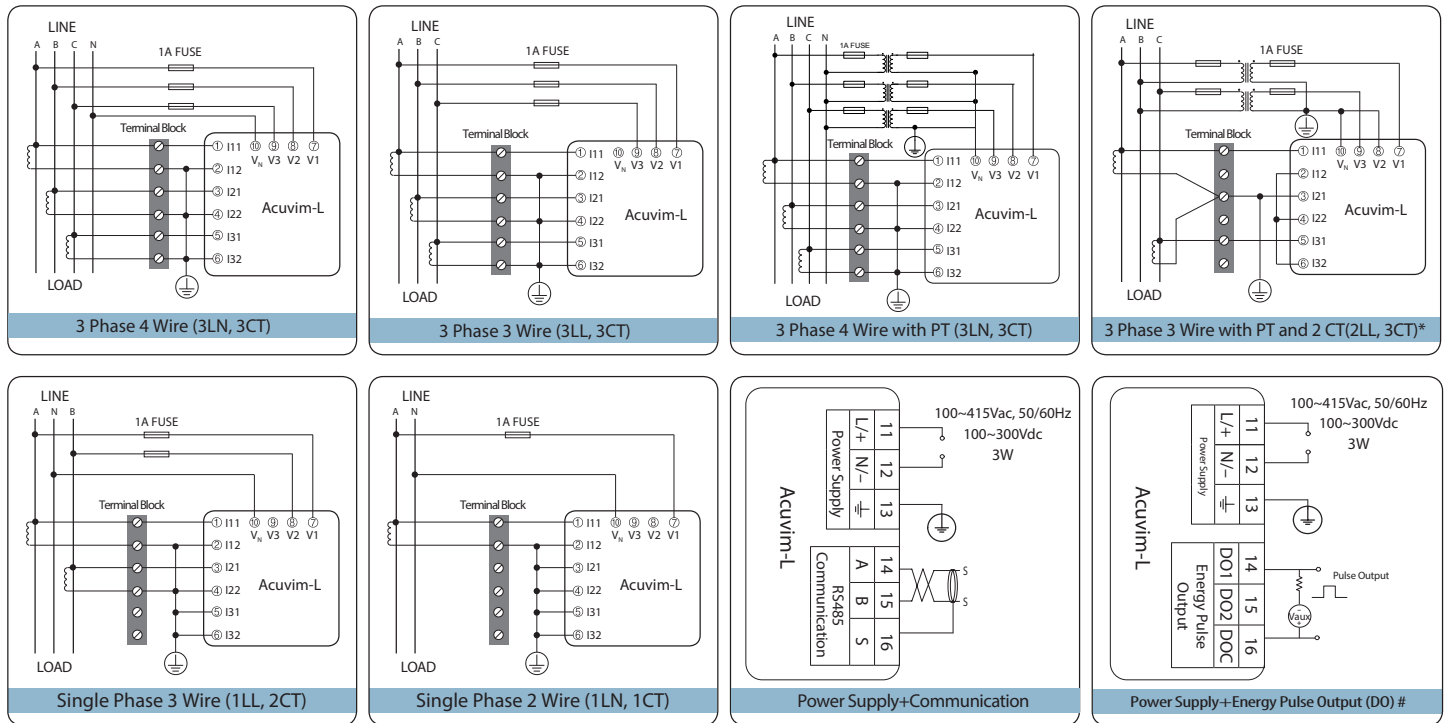 LINE
A B C N
1A FUSE
Terminal Block
① I11
② I12
③ I21
④ I22
⑤ I31
⑥ I32
⑩ ⑨ ⑧ ⑦
VN V3 V2 V1
Acuvim-L
LOAD
3 Phase 4 Wire (3LN, 3CT)
LINE
A B C
1A FUSE
Terminal Block
① I11
② I12
③ I21
④ I22
⑤ I31
⑥ I32
⑩ ⑨ ⑧ ⑦
VN V3 V2 V1
Acuvim-L
LOAD
3 Phase 3 Wire (3LL, 3CT)
LINE
A B C N
1A FUSE
Terminal Block
① I11
② I12
③ I21
④ I22
⑤ I31
⑥ I32
⑩ ⑨ ⑧ ⑦
VN V3 V2 V1
Acuvim-L
LOAD
3 Phase 4 Wire with PT (3LN, 3CT)
LINE
A B C
1A FUSE
Terminal Block
① I11
② I12
③ I21
④ I22
⑤ I31
⑥ I32
⑩ ⑨ ⑧ ⑦
VN V3 V2 V1
Acuvim-L
LOAD
3 Phase 3 Wire with PT and 2 CT(2LL, 3CT)*
LINE
A N B
1A FUSE
Terminal Block
① I11
② I12
③ I21
④ I22
⑤ I31
⑥ I32
⑩ ⑨ ⑧ ⑦
VN V3 V2 V1
Acuvim-L
LOAD
Single Phase 3 Wire (1LL, 2CT)
LINE
A N
1A FUSE
Terminal Block
① I11
② I12
③ I21
④ I22
⑤ I31
⑥ I32
⑩ ⑨ ⑧ ⑦
VN V3 V2 V1
Acuvim-L
LOAD
Single Phase 2 Wire (1LN, 1CT)
Acuvim-L
Power Supply
L/+ N/−
11 12 13
100~415Vac, 50/60Hz
100~300Vdc
3W
RS485
Communication
A B S
14 15 16
S
S
Power Supply+Communication
Acuvim-L
Power Supply
L/+ N/−
11 12 13
100~415Vac, 50/60Hz
100~300Vdc
3W
Energy Pulse
Output
DO1 DO2 DOC
14 15 16
Pulse Output
- Vaux +
Power Supply+Energy Pulse Output (DO) #